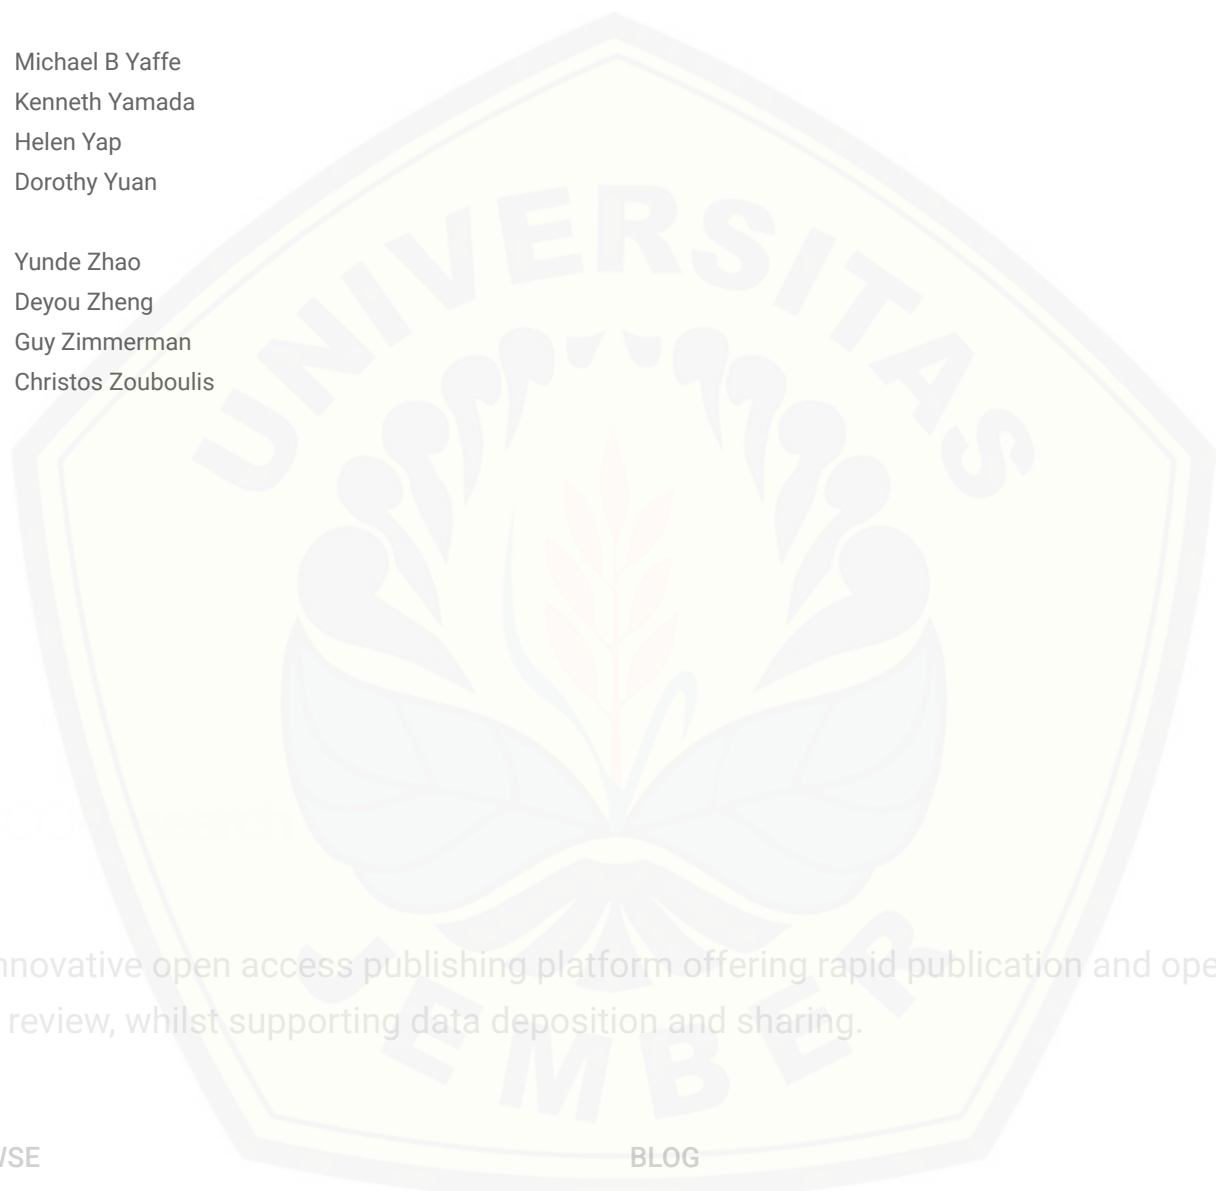 Michael B Yaffe
Kenneth Yamada
Helen Yap
Dorothy Yuan
Yunde Zhao
Deyou Zheng
Guy Zimmerman
Christos Zouboulis
UNIVERSITAS
JEMBER
nnovative open access publishing platform offering rapid publication and ope
review, whilst supporting data deposition and sharing.
WSE
BLOG